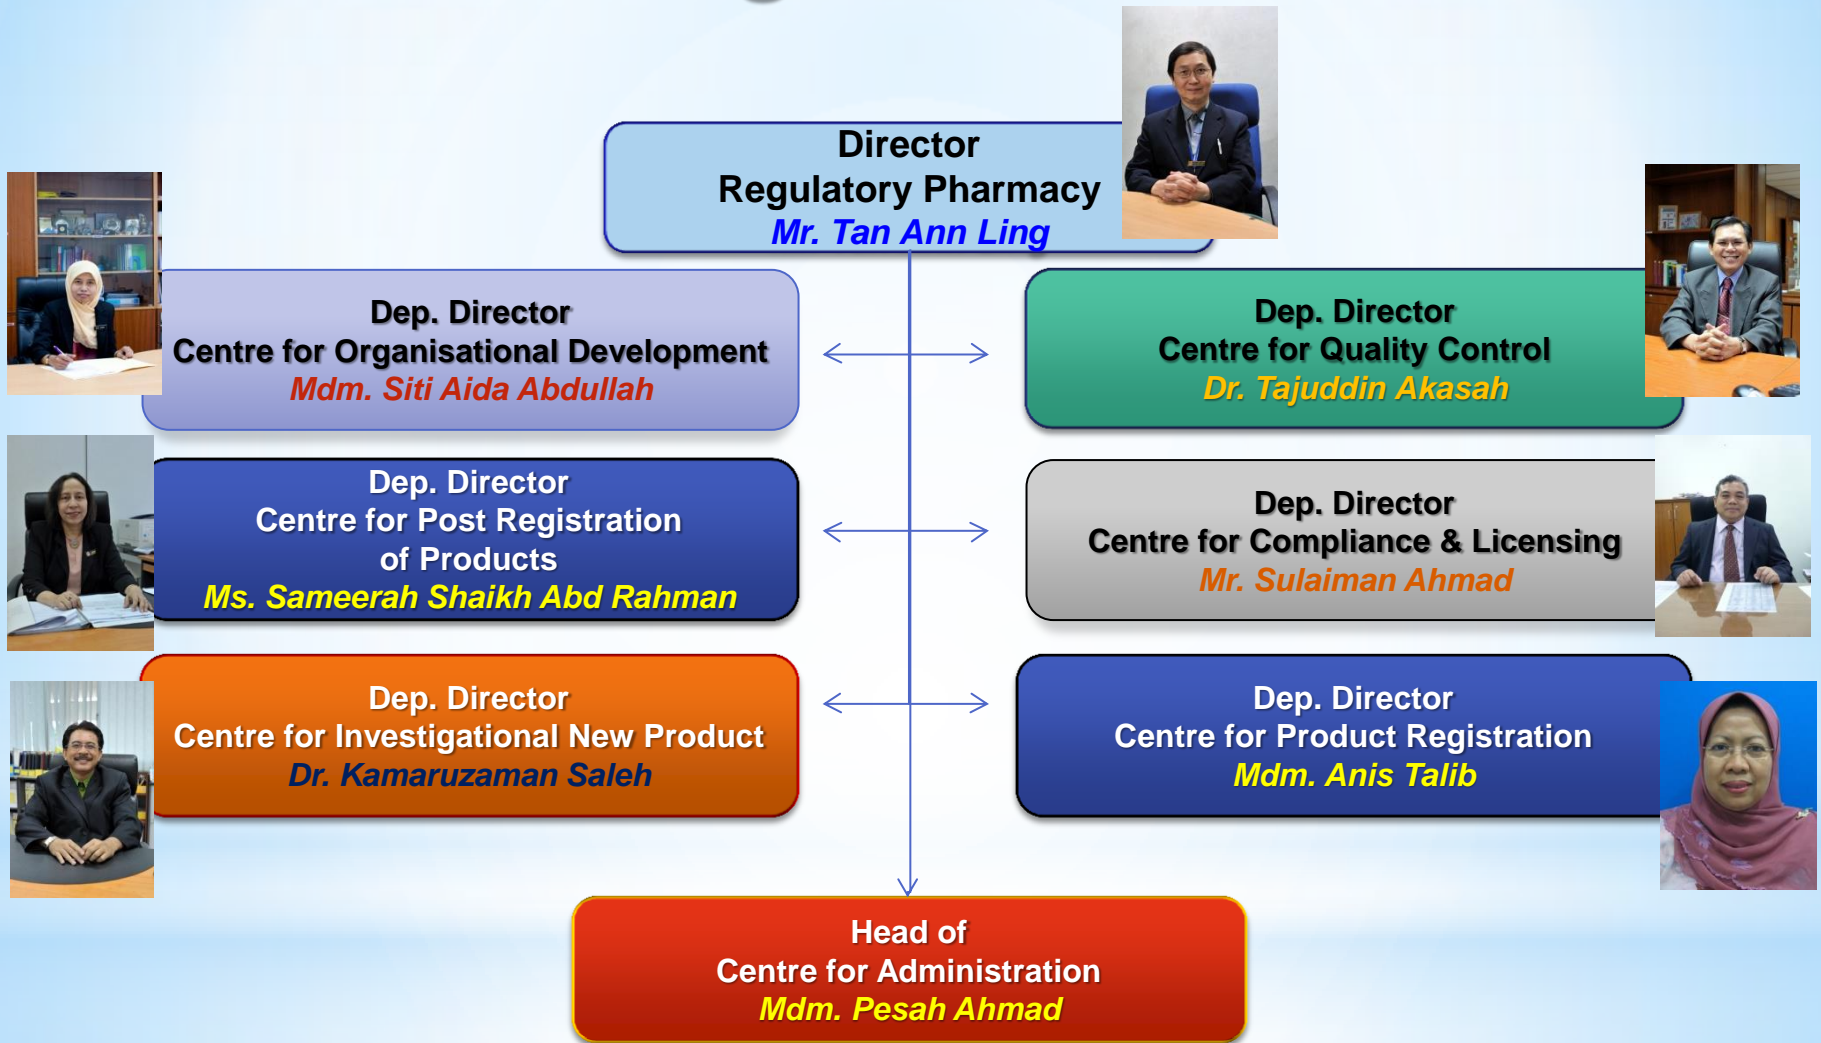 Director
Regulatory Pharmacy
Mr. Tan Ann Ling
Dep. Director
Centre for Organisational Development
Mdm. Siti Aida Abdullah
Dep. Director
Centre for Quality Control
Dr. Tajuddin Akasah
Dep. Director
Centre for Post Registration
of Products
Ms. Sameerah Shaikh Abd Rahman
Dep. Director
Centre for Compliance & Licensing
Mr. Sulaiman Ahmad
Dep. Director
Centre for Investigational New Product
Dr. Kamaruzaman Saleh
Dep. Director
Centre for Product Registration
Mdm. Anis Talib
Head of
Centre for Administration
Mdm. Pesah Ahmad